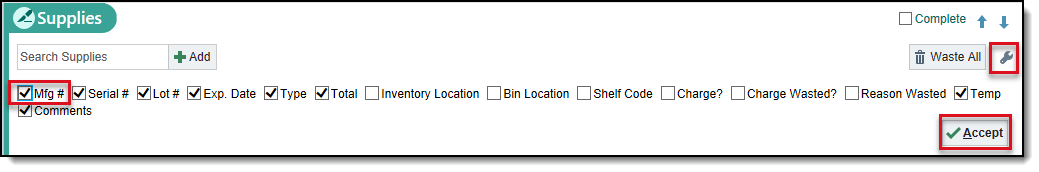 Supplies
Complete
Search Supplies Add Waste All
Mfg # Serial # Lot # Exp. Date Type Total Inventory Location Bin Location Shelf Code Charge? Charge Wasted? Reason Wasted Temp
Comments
Accept